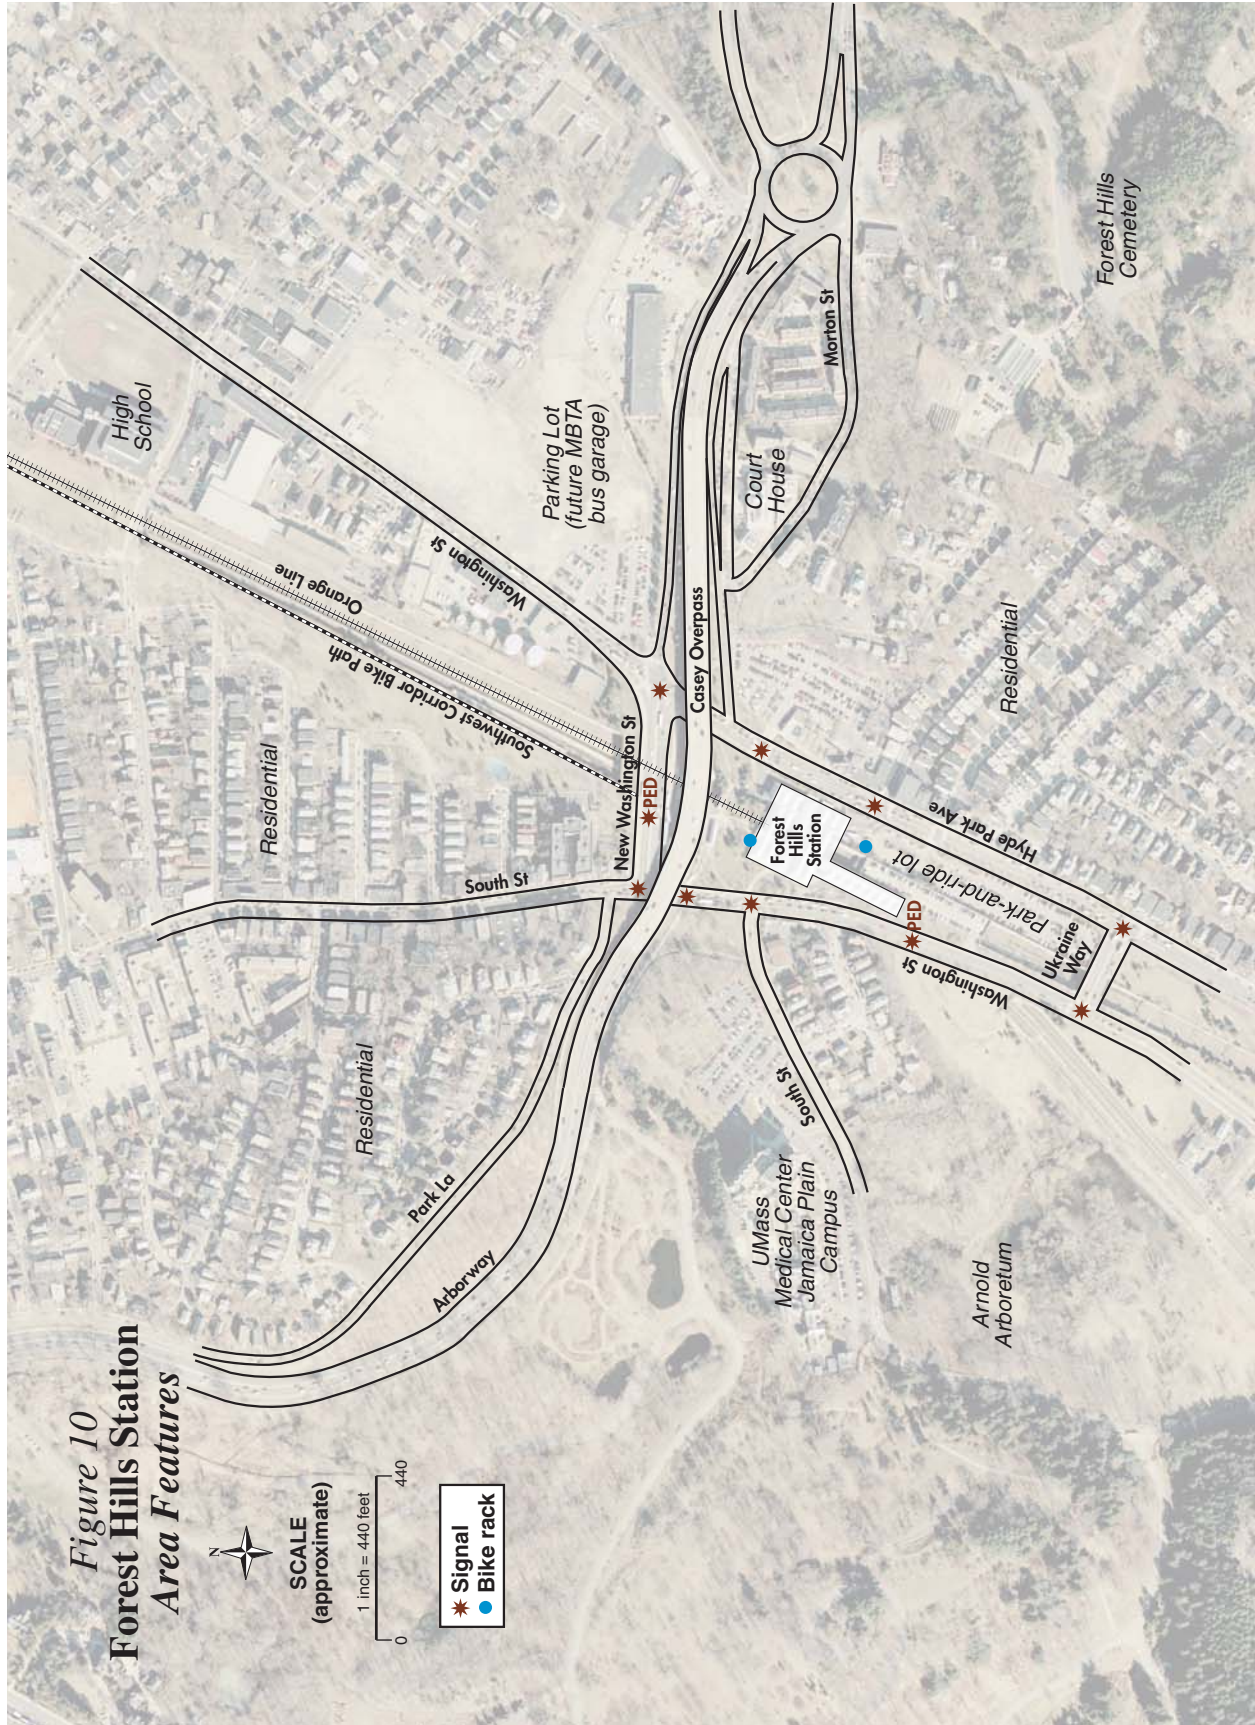 Figure 10
Forest Hills Station
Area Features
N
SCALE
(approximate)
1 inch = 440 feet
0
440
Signal
Bike rack
High
School
Orange Line
Southwest Corridor Bike Path
Washington St
Parking Lot
(future MBTA
bus garage)
Residential
South St
New Washington St
PED
Casey Overpass
Court
House
Morton St
Forest Hills
Cemetery
Residential
Park La
Arborway
Forest
Hills
Station
Hyde Park Ave
Park-and-ride lot
PED
Washington St
Ukraine
Way
Residential
South St
UMass
Medical Center
Jamaica Plain
Campus
Arnold
Arboretum